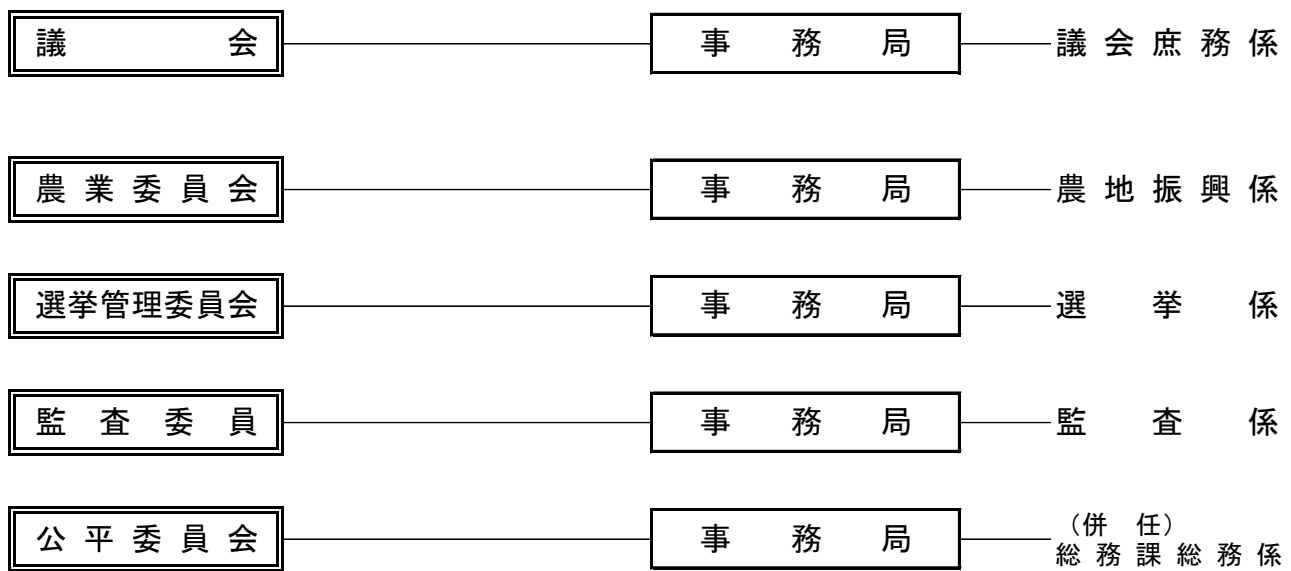 議会 事務局 議会庶務係
農業委員会 事務局 農地振興係
選挙管理委員会 事務局 選挙係
監査委員 事務局 監査係
公平委員会 事務局 (併任)
総務課総務係